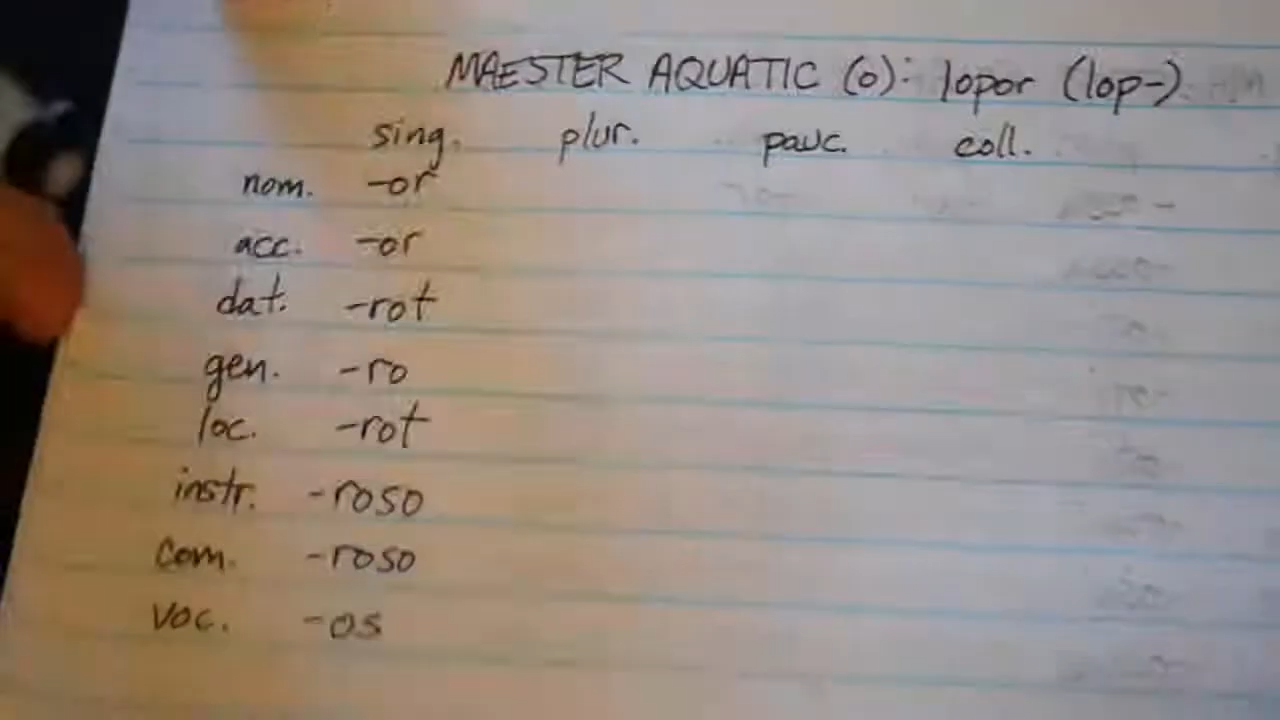 MAESTER AQUATIC (o): lopor (lop-)
sing. plur. pauc. coll.
nom. -or
acc. -or
dat. -rot
gen. -ro
loc. -rot
instr. -roso
com. -roso
voc. -os